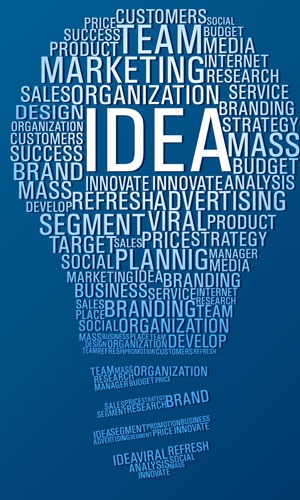 CUSTOMERS
PRICE SOCIAL
SUCCESS TEAM BUDGET
PRODUCT MEDIA
MARKETING INTERNET
RESEARCH
SALES ORGANIZATION SERVICE
DESIGN BRANDING
ORGANIZATION IDEA STRATEGY
CUSTOMERS MASS
SUCCESS BUDGET
BRAND INNOVATE INNOVATE ANALYSIS
MASS REFRESH ADVERTISING
DEVELOP
SEGMENT VIRAL PRODUCT
TARGET SALES PRICE STRATEGY
SOCIAL PLANNIG MANAGER
MEDIA
MARKETING IDEA BRANDING
BUSINESS SERVICE INTERNET
RESEARCH
SALES BRANDING TEAM
PLACE
SOCIAL ORGANIZATION
MASS BUSINESS PLACE TEAM DEVELOP
DESIGN ORGANIZATION
TEAM REFRESH PROMOTION CUSTOMERS REFRESH
TEAM MASS ORGANIZATION
RESEARCH
MANAGER BUDGET PRICE
SALES PRICE STRATEGY BRAND
SEGMENT RESEARCH
IDEA SEGMENT PROMOTION BUSINESS
ADVERTISING SEGMENT PRICE INNOVATE
IDEA VIRAL REFRESH
ANALYSIS SOCIAL
MASS
INNOVATE